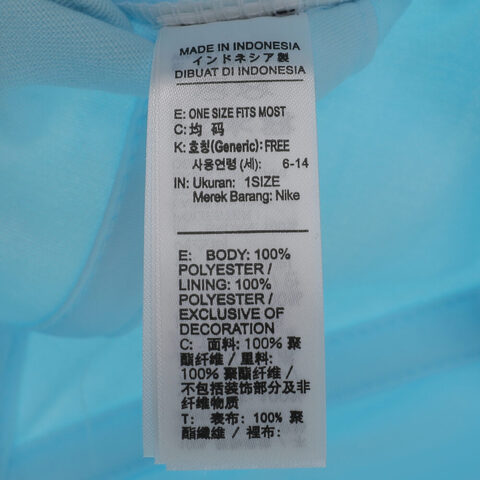 MADE IN INDONESIA
インドネシア製
DIBUAT DI INDONESIA
E: ONE SIZE FITS MOST
C: 均 码
K: 호칭(Generic): FREE
사용연령 (세): 6-14
IN: Ukuran: 1SIZE
Merek Barang: Nike
E: BODY: 100%
POLYESTER /
LINING: 100%
POLYESTER /
EXCLUSIVE OF
DECORATION
C: 面料: 100% 聚
酯纤维 / 里料:
100% 聚酯纤维 /
不包括装饰部分及非
纤维物质
T: 表布: 100% 聚
酯纖維 / 裡布: